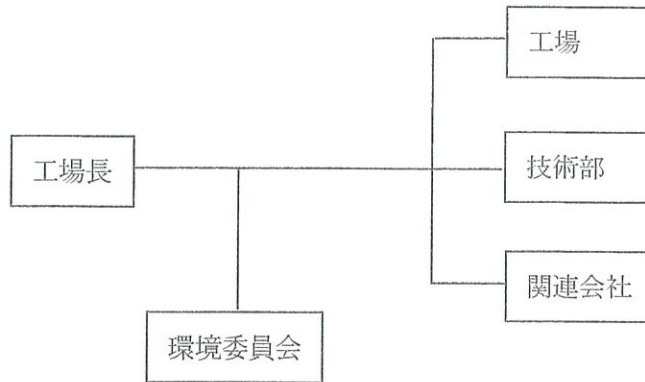 工場
工場長
技術部
関連会社
環境委員会